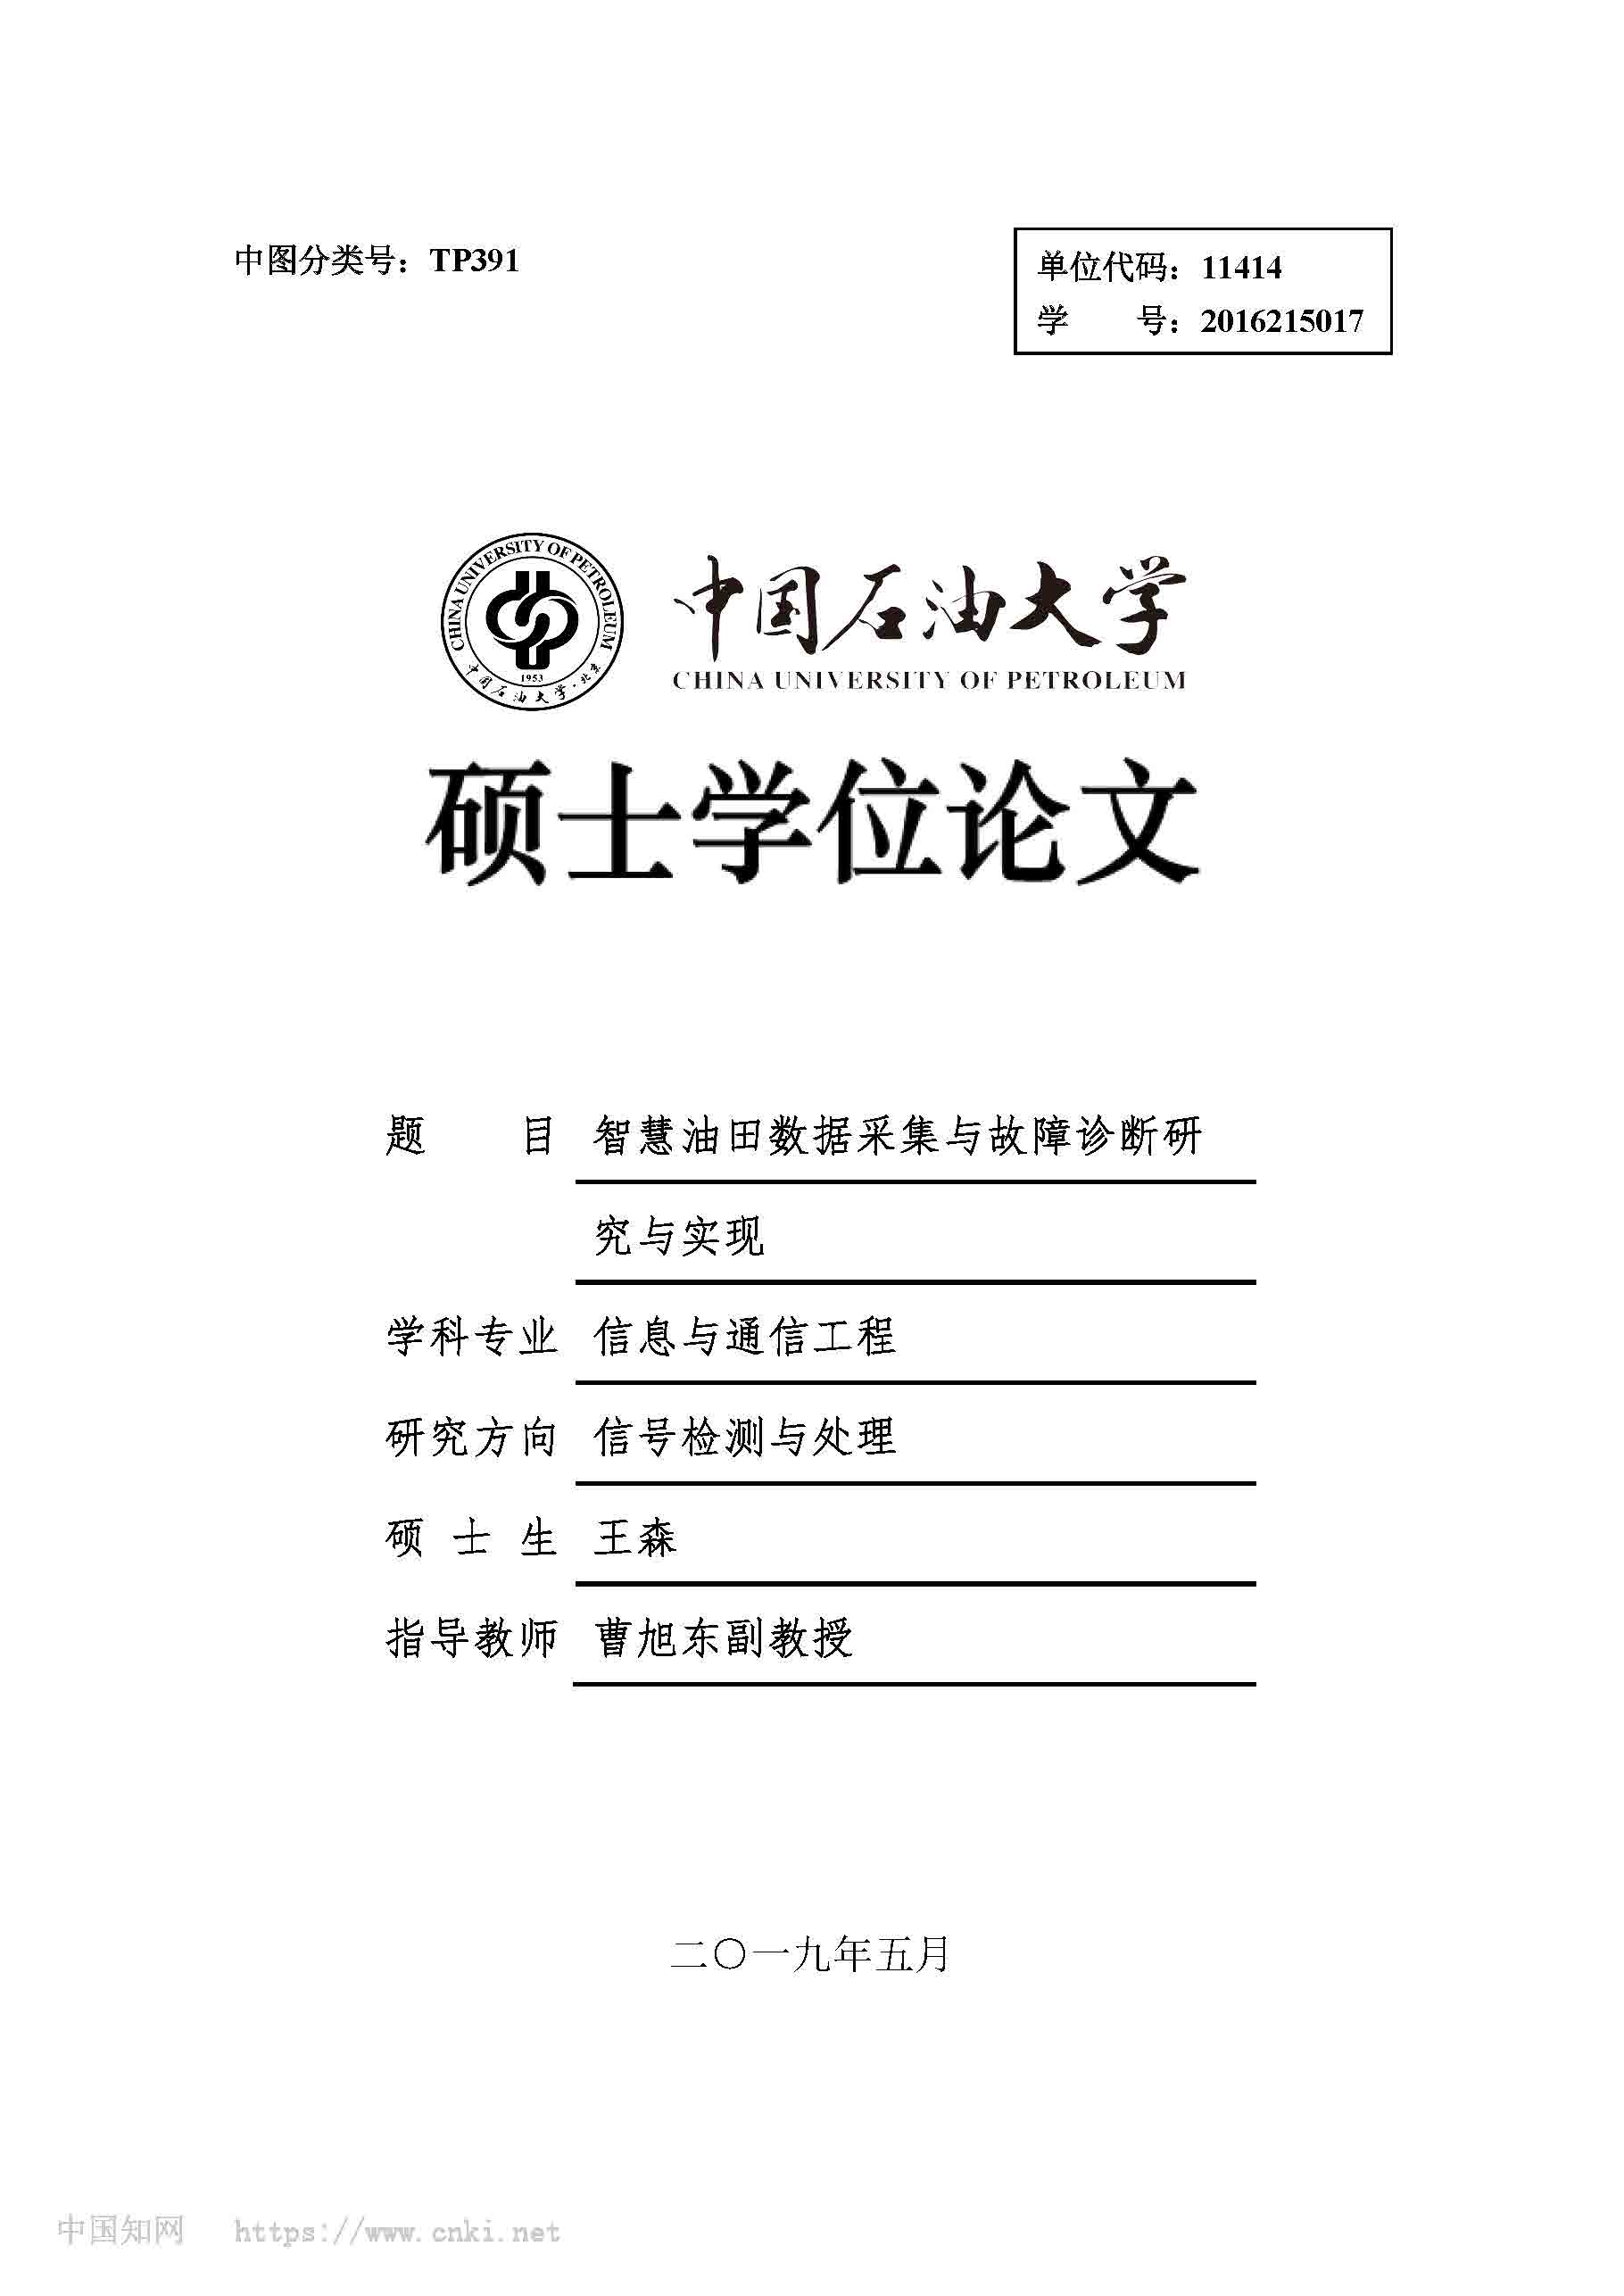 中图分类号：TP391
单位代码：11414
学 号：2016215017
CHINA UNIVERSITY OF PETROLEUM
1953
中国石油大学·北京
中国石油大学
CHINA UNIVERSITY OF PETROLEUM
硕士学位论文
题 目 智慧油田数据采集与故障诊断研
究与实现
学科专业 信息与通信工程
研究方向 信号检测与处理
硕士生 王森
指导教师 曹旭东副教授
二〇一九年五月
中国知网 https://www.cnki.net